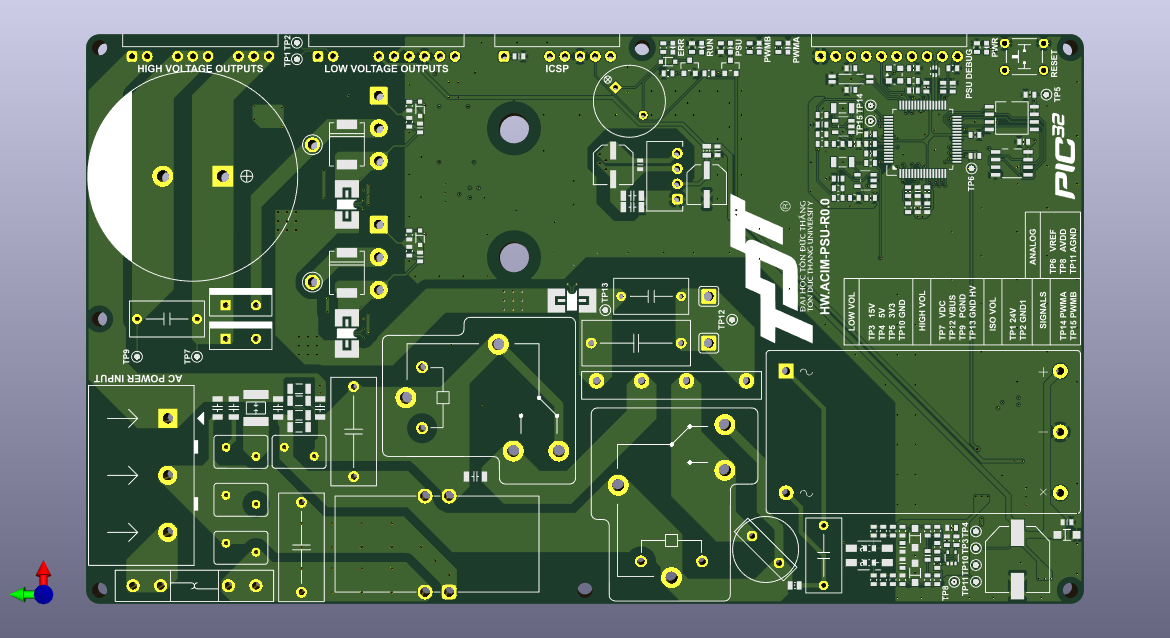 TP1 TP2
HIGH VOLTAGE OUTPUTS
LOW VOLTAGE OUTPUTS
ICSP
ERR
RUN
PSU
PWMB
PWMA
PSU DEBUG
PWR
RESET
TP14
TP15
TP5
TP6
PIC32
TDT
®
ĐẠI HỌC TÔN ĐỨC THẮNG
TON DUC THANG UNIVERSITY
HW.ACIM-PSU-R0.0
TP13
TP12
TP9
TP7
AC POWER INPUT
LOW VOL
TP3 15V
TP4 9V
TP5 3V3
TP10 GND
HIGH VOL
TP7 VDC
TP12 VBUS
TP9 PGND
TP13 GND HV
ISO VOL
TP1 24V
TP2 GND1
ANALOG
TP6 VREF
TP8 AVDD
TP11 AGND
SIGNALS
TP14 PWMA
TP15 PWMB
TP3 TP4
TP11 TP10
TP8